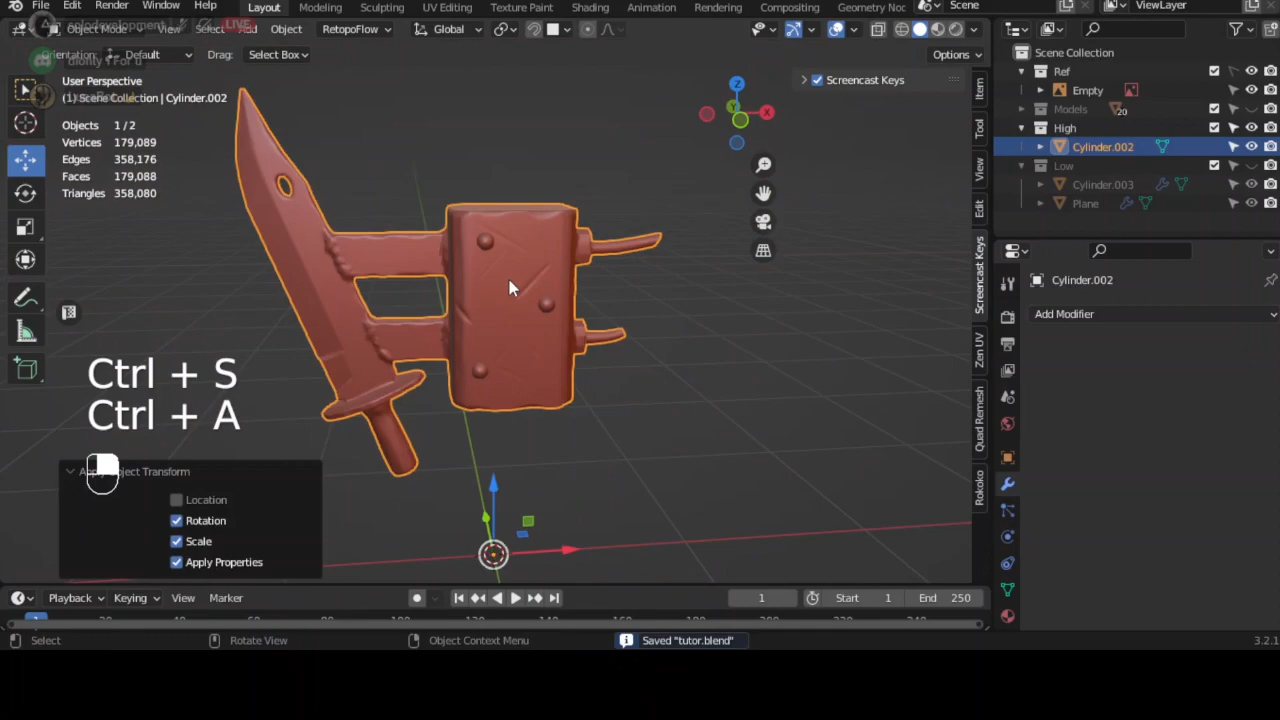 File Edit Render Window Help Layout Modeling Sculpting UV Editing Texture Paint Shading Animation Rendering Compositing Geometry Noc Scene ViewLayer
Object Mode View Select Add Object RetopoFlow Global
LIVE
Orientation: Default Drag: Select Box Options
User Perspective
(1) Scene Collection | Cylinder.002
Objects 1 / 2
Vertices 179,089
Edges 358,176
Faces 179,088
Triangles 358,080
Screencast Keys
Z
X
Y
Item
Tool
View
Edit
Screencast Keys
Zen UV
Quad Remesh
Rokoko
Scene Collection
Ref
Empty
Models 20
High
Cylinder.002
Low
Cylinder.003
Plane
Cylinder.002
Add Modifier
Ctrl + S
Ctrl + A
Location
Rotation
Scale
Apply Properties
Playback Keying View Marker 1 Start 1 End 250
Select Rotate View Object Context Menu Saved "tutor.blend" 3.2.1